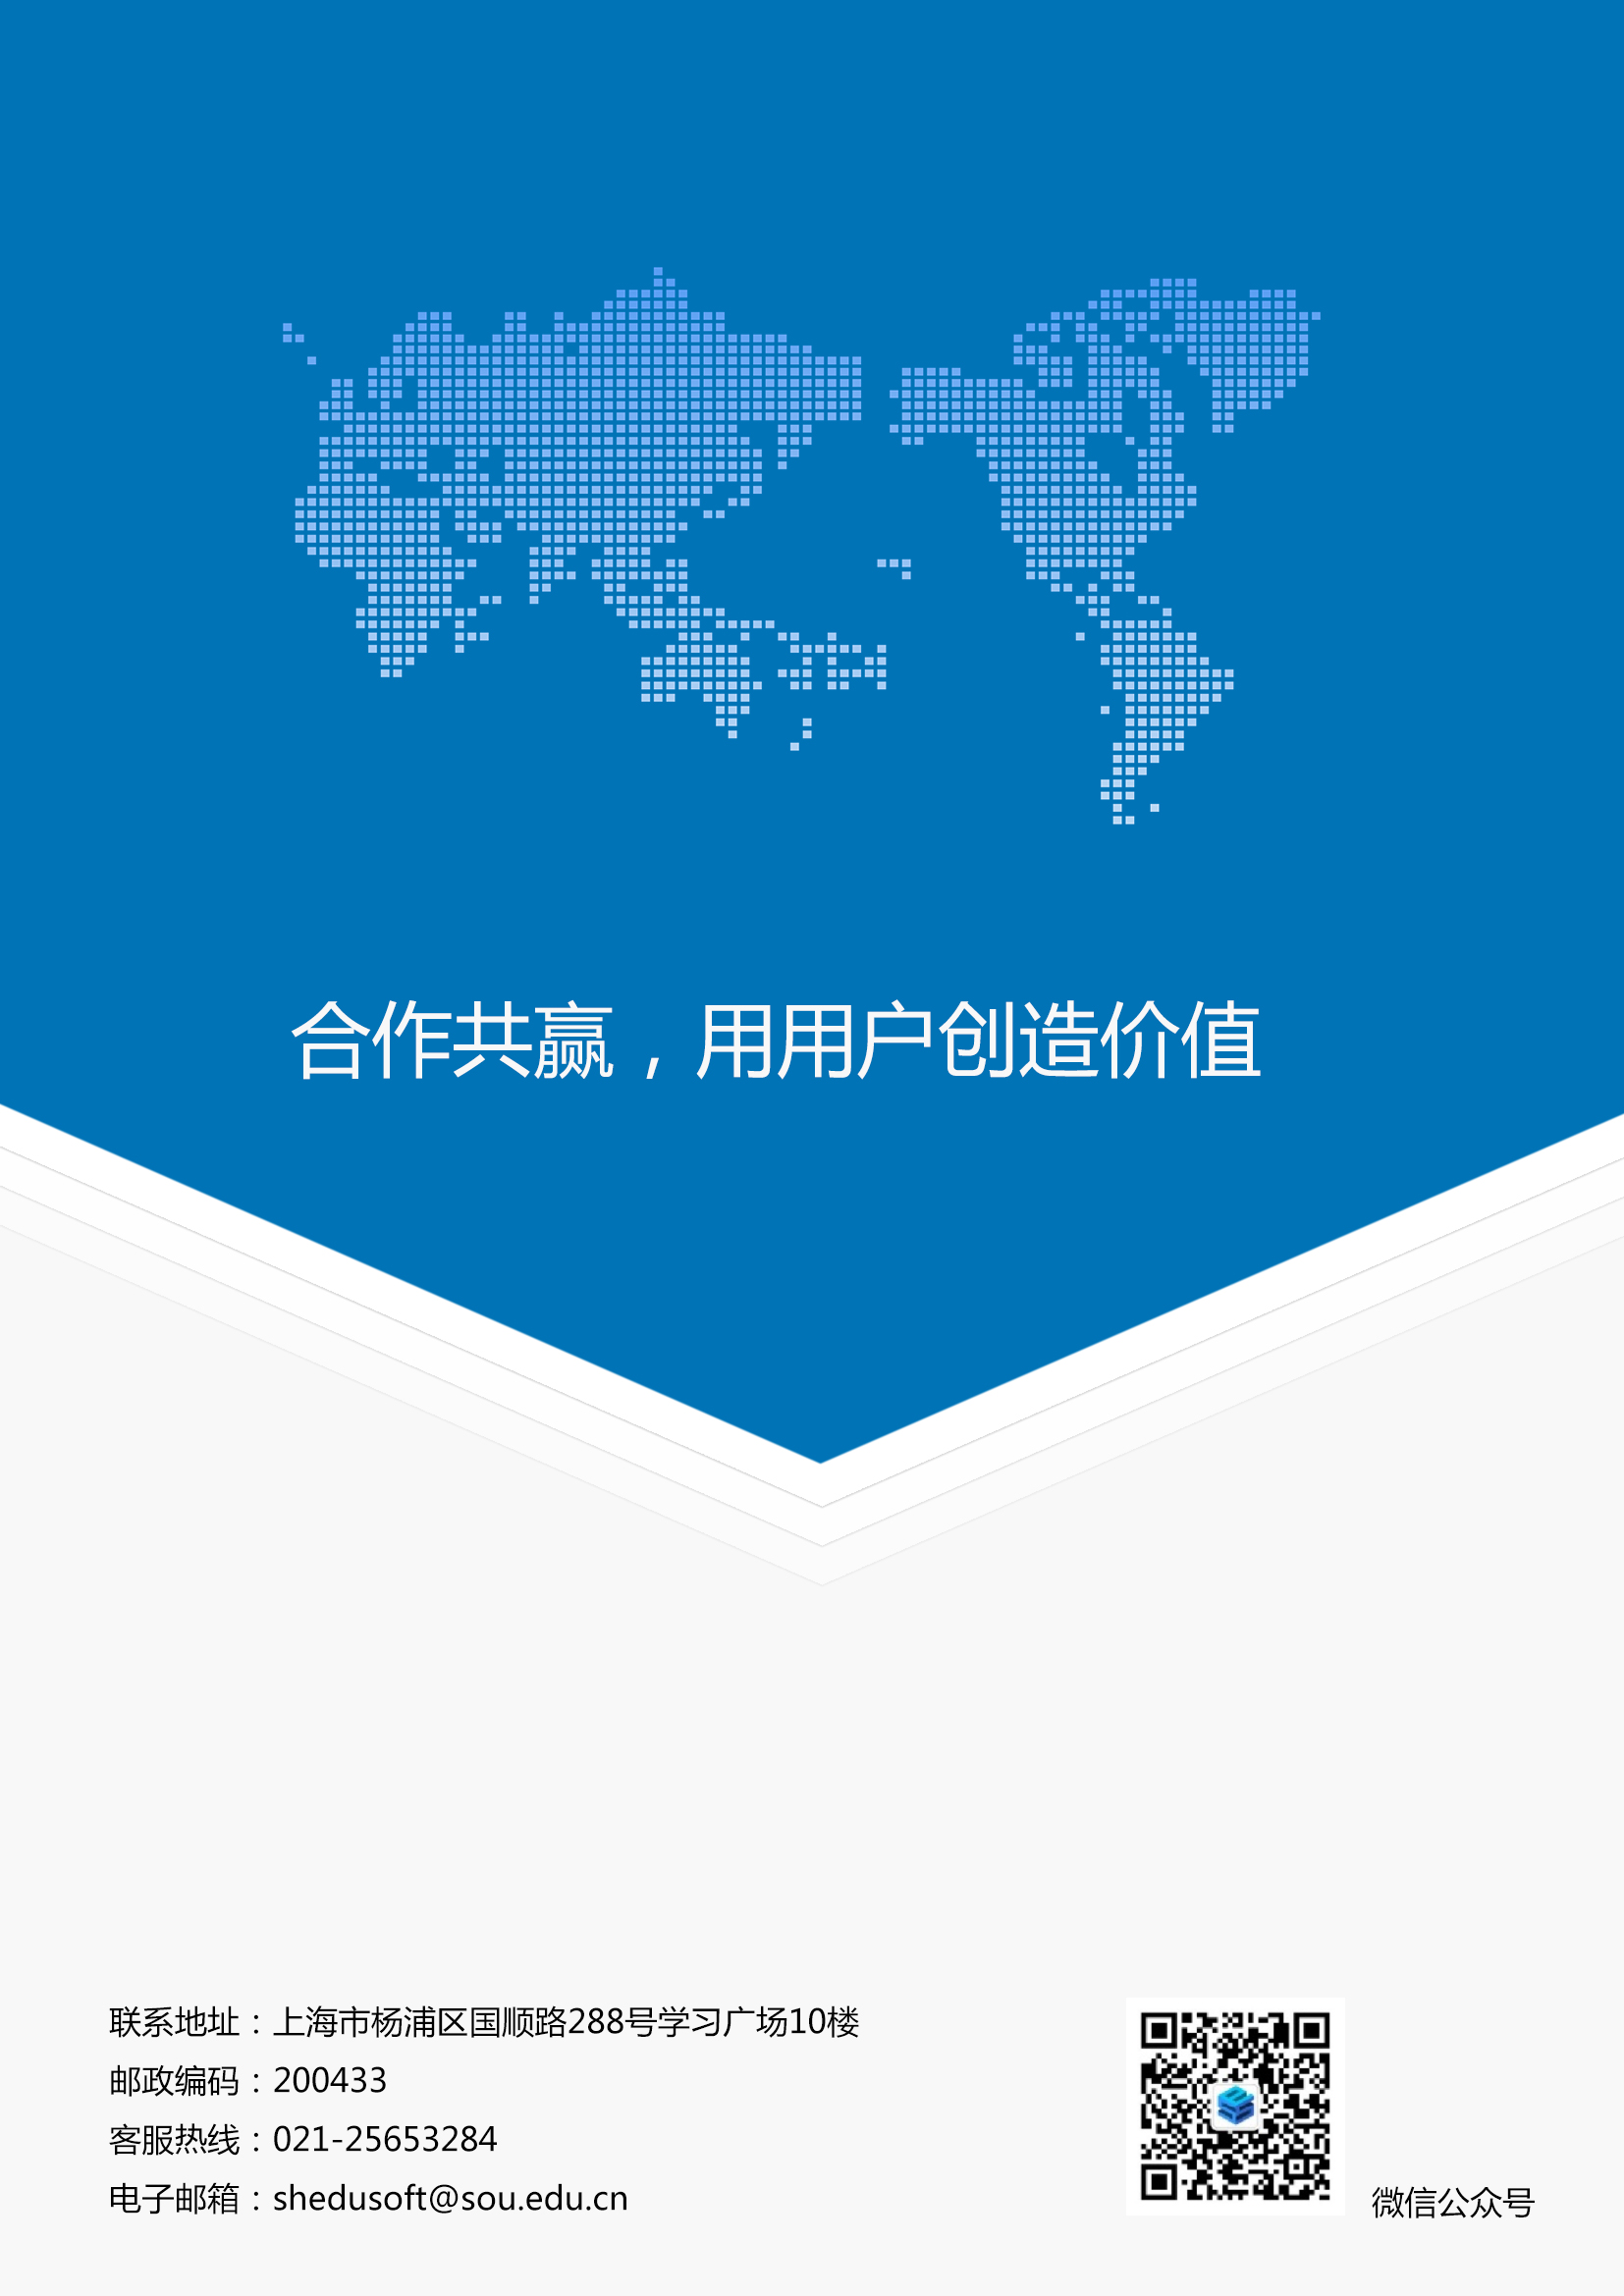 合作共赢，用用户创造价值
联系地址：上海市杨浦区国顺路288号学习广场10楼
邮政编码：200433
客服热线：021-25653284
电子邮箱：shedusoft@sou.edu.cn
微信公众号